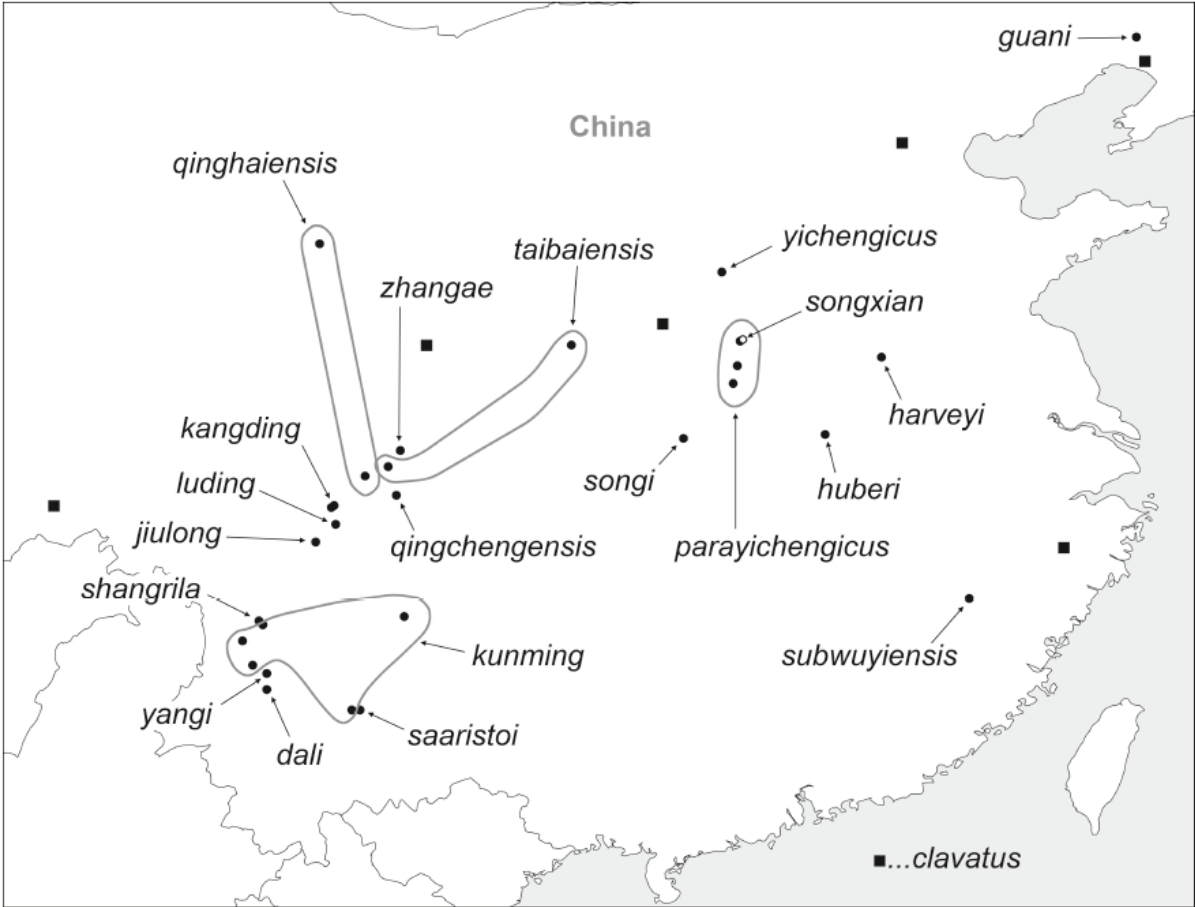 guani
China
qinghaiensis
yichengicus
taibaiensis
zhangae
songxian
harveyi
kangding
luding
songi
huberi
jiulong
qingchengensis
parayichengicus
shangrila
kunming
subwuyiensis
yangi
saaristoi
dali
...clavatus